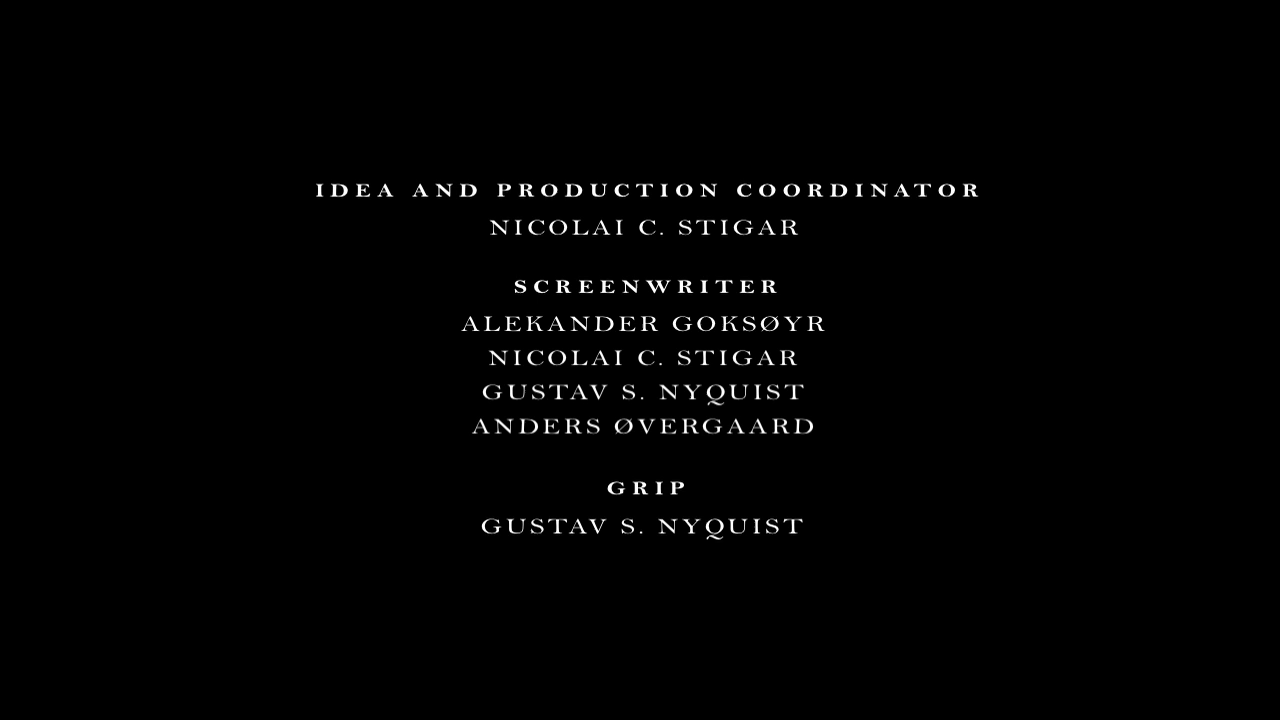 IDEA AND PRODUCTION COORDINATOR
NICOLAI C. STIGAR
SCREENWRITER
ALEKANDER GOKSØYR
NICOLAI C. STIGAR
GUSTAV S. NYQUIST
ANDERS ØVERGAARD
GRIP
GUSTAV S. NYQUIST